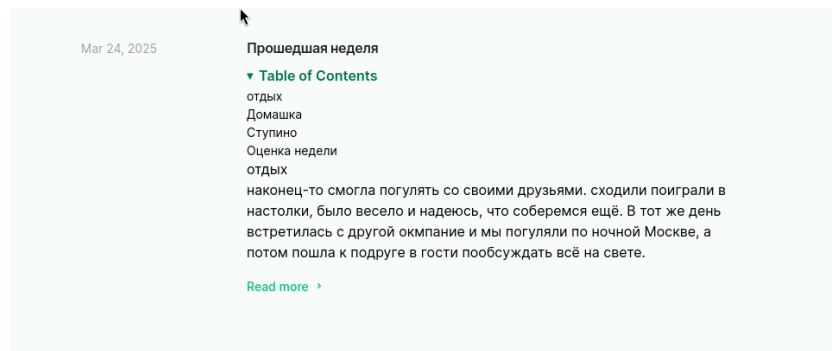 Mar 24, 2025
Прошедшая неделя
▼ Table of Contents
отдых
Домашка
Ступино
Оценка недели
отдых
наконец-то смогла погулять со своими друзьями. сходили поиграли в
настолки, было весело и надеюсь, что соберемся ещё. В тот же день
встретилась с другой окмпание и мы погуляли по ночной Москве, а
потом пошла к подруге в гости пообсуждать всё на свете.
Read more >